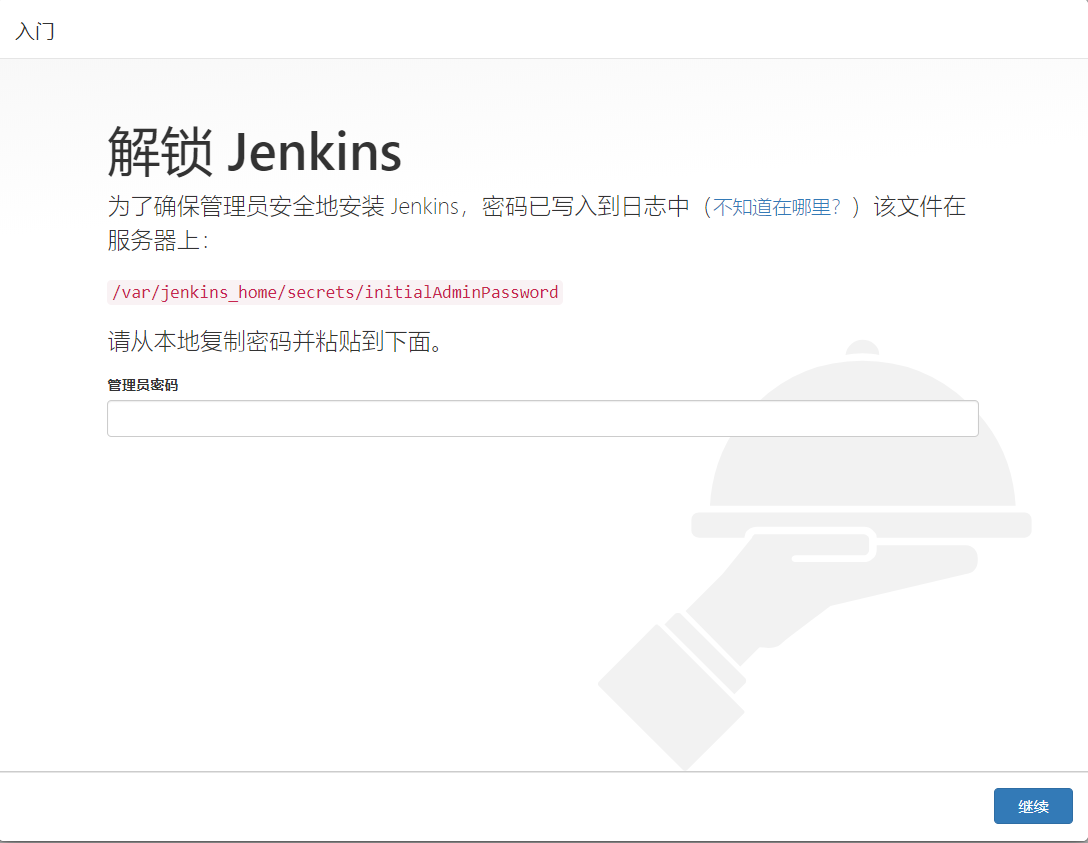 入门
解锁 Jenkins
为了确保管理员安全地安装 Jenkins，密码已写入到日志中（不知道在哪里？）该文件在
服务器上：
/var/jenkins_home/secrets/initialAdminPassword
请从本地复制密码并粘贴到下面。
管理员密码
继续